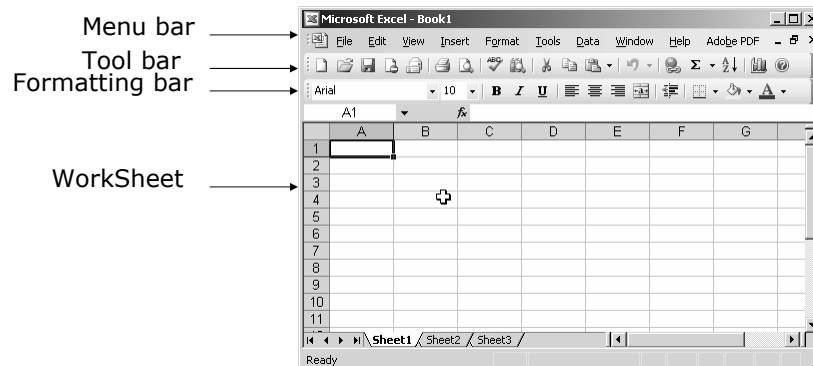 Menu bar
Tool bar
Formatting bar
WorkSheet
Microsoft Excel - Book1
File Edit View Insert Format Tools Data Window Help Adobe PDF
ABC
Arial 10 B I U a A
A1 fx
A B C D E F G
1
2
3
4
5
6
7
8
9
10
11
Sheet1 Sheet2 Sheet3
Ready